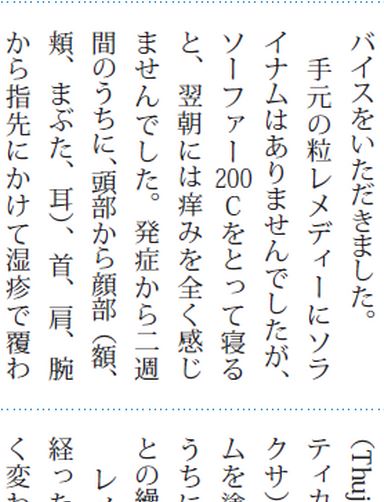 バイスをいただきました。
　手元の粒レメディーにソラ
イナムはありませんでしたが、
ソーファー200Cをとって寝る
と、翌朝には痒みを全く感じ
ませんでした。発症から二週
間のうちに、頭部から顔部（額、
頬、まぶた、耳）、首、肩、腕
から指先にかけて湿疹で覆わ
(Thuj
ティカ
クサ）
ムを塗
うちに
との繰
　レメ
経った
く変わ